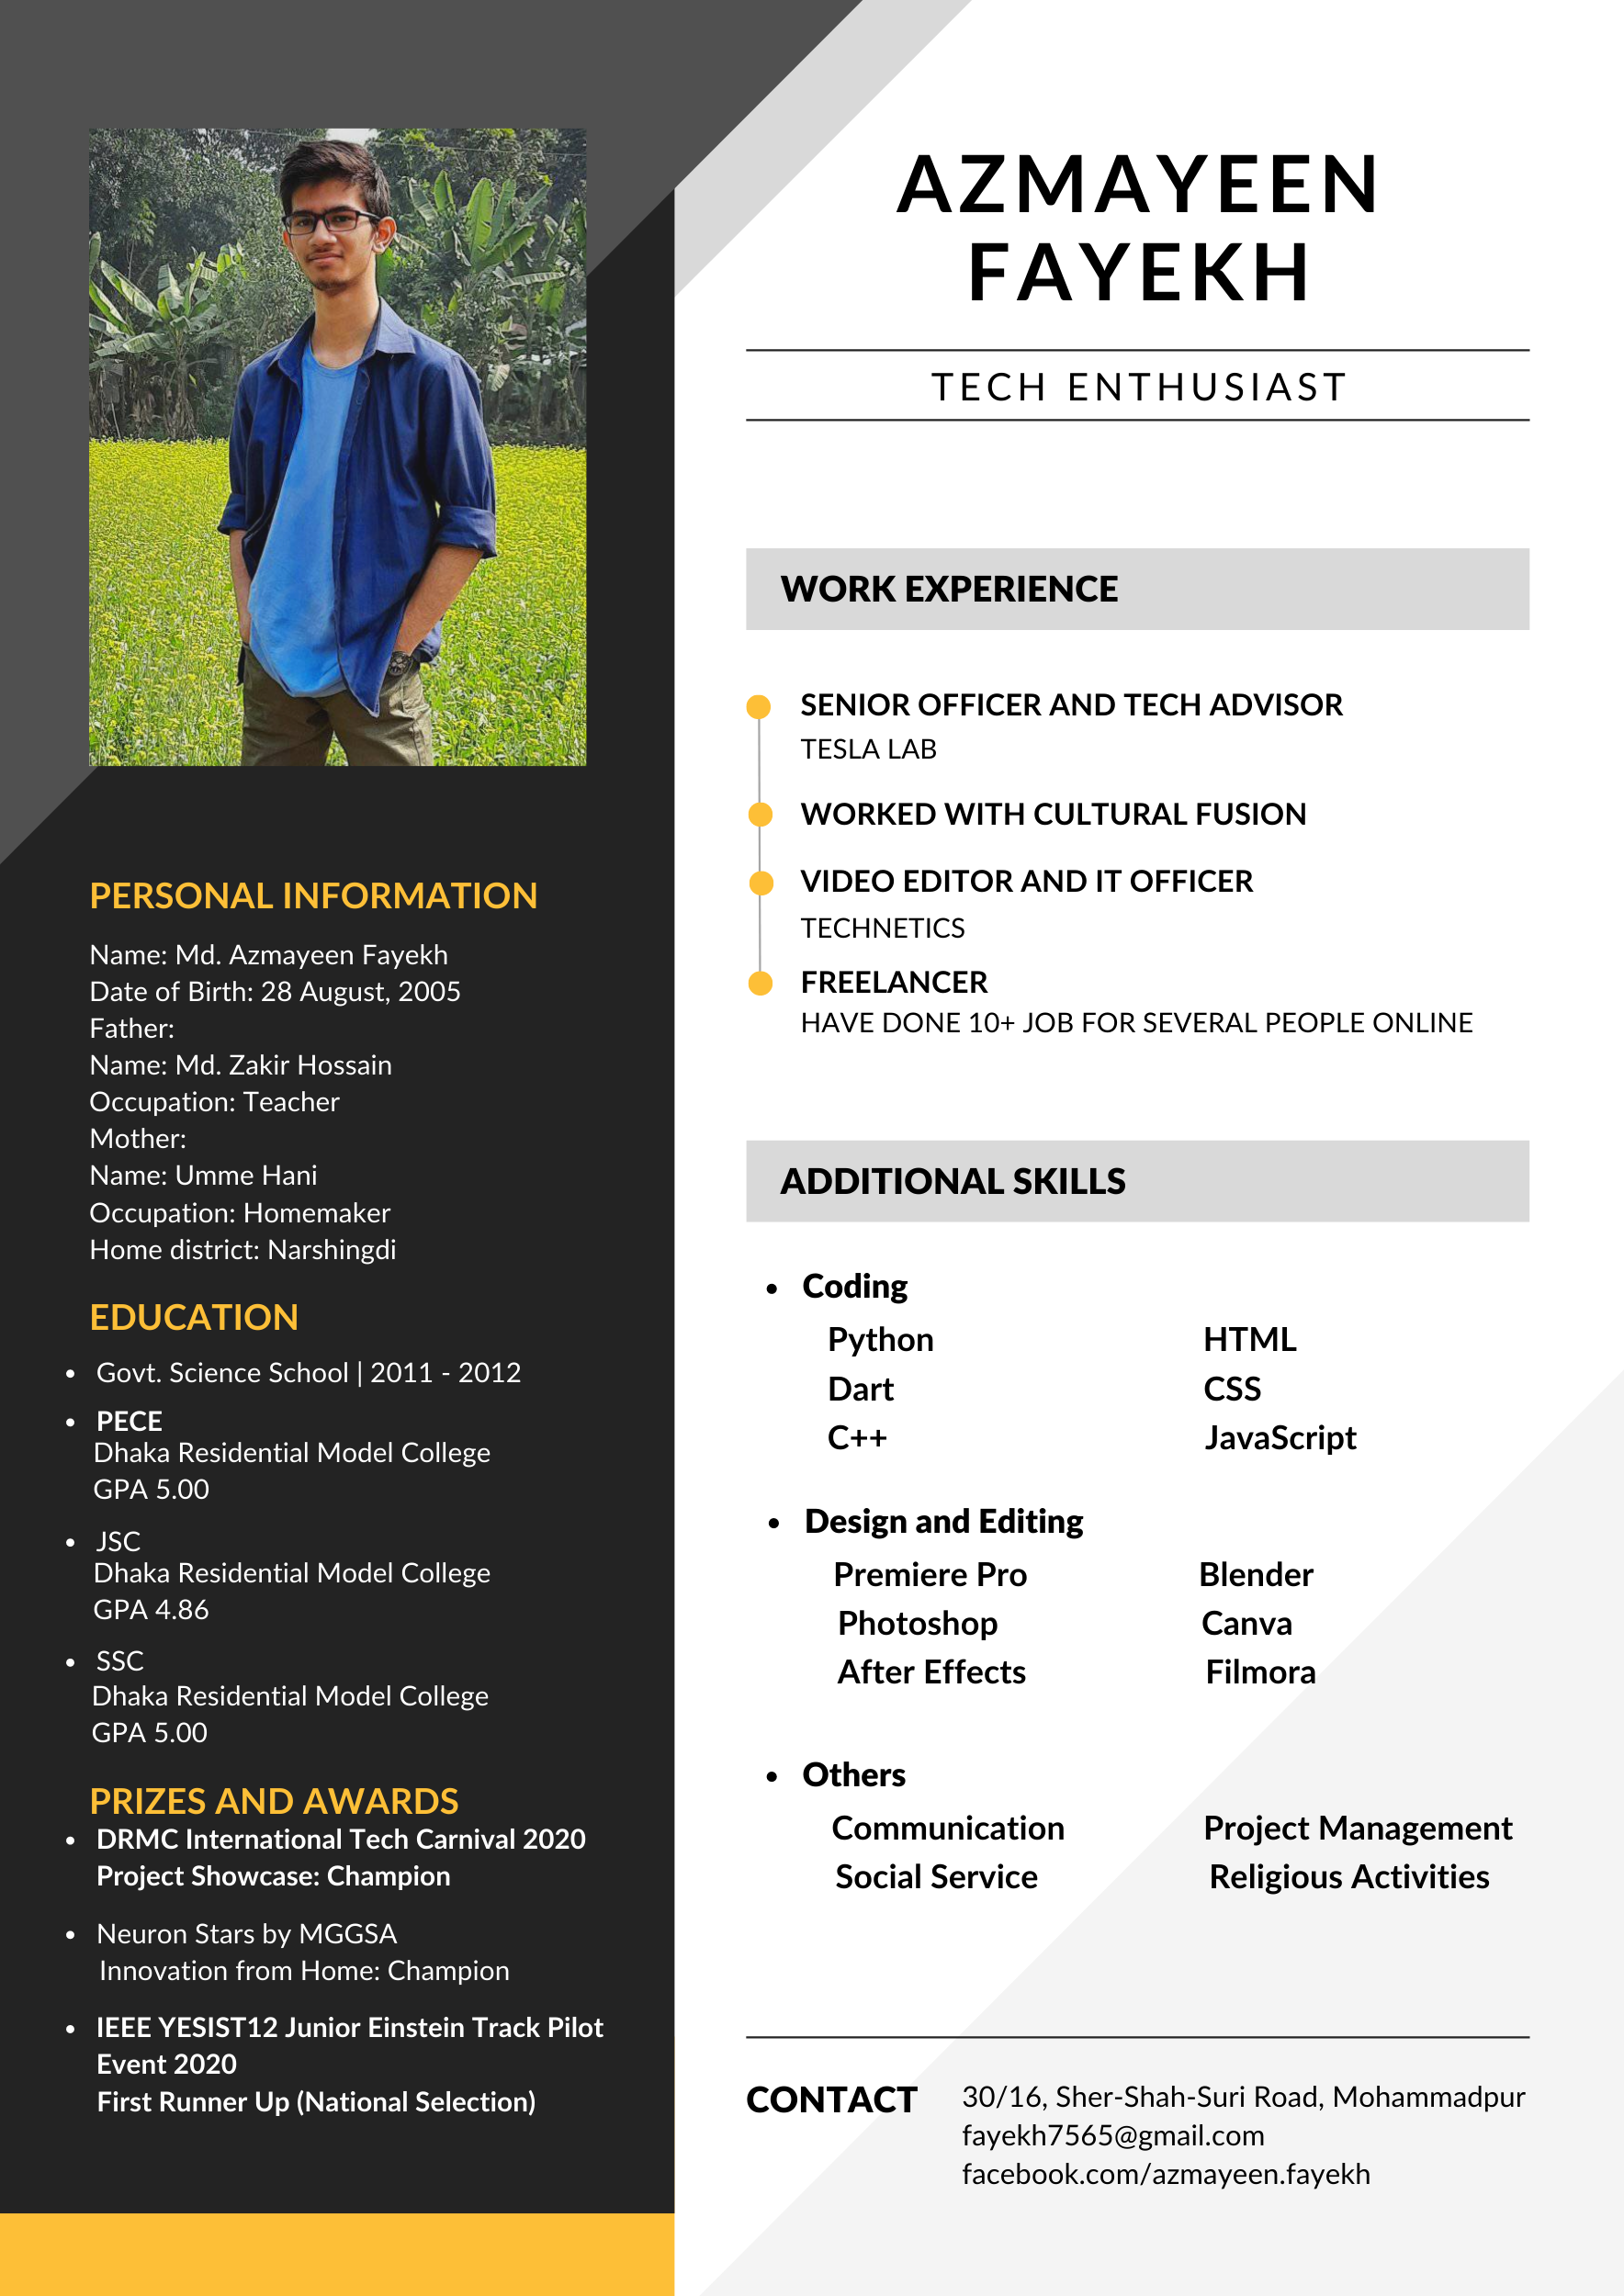 AZMAYEEN
FAYEKH
TECH ENTHUSIAST
PERSONAL INFORMATION
Name: Md. Azmayeen Fayekh
Date of Birth: 28 August, 2005
Father:
Name: Md. Zakir Hossain
Occupation: Teacher
Mother:
Name: Umme Hani
Occupation: Homemaker
Home district: Narshingdi
EDUCATION
• Govt. Science School | 2011 - 2012
• PECE
Dhaka Residential Model College
GPA 5.00
• JSC
Dhaka Residential Model College
GPA 4.86
• SSC
Dhaka Residential Model College
GPA 5.00
PRIZES AND AWARDS
• DRMC International Tech Carnival 2020
Project Showcase: Champion
• Neuron Stars by MGGSA
Innovation from Home: Champion
• IEEE YESIST12 Junior Einstein Track Pilot
Event 2020
First Runner Up (National Selection)
WORK EXPERIENCE
SENIOR OFFICER AND TECH ADVISOR
TESLA LAB
WORKED WITH CULTURAL FUSION
VIDEO EDITOR AND IT OFFICER
TECHNETICS
FREELANCER
HAVE DONE 10+ JOB FOR SEVERAL PEOPLE ONLINE
ADDITIONAL SKILLS
• Coding
Python HTML
Dart CSS
C++ JavaScript
• Design and Editing
Premiere Pro Blender
Photoshop Canva
After Effects Filmora
• Others
Communication Project Management
Social Service Religious Activities
CONTACT 30/16, Sher-Shah-Suri Road, Mohammadpur
fayekh7565@gmail.com
facebook.com/azmayeen.fayekh